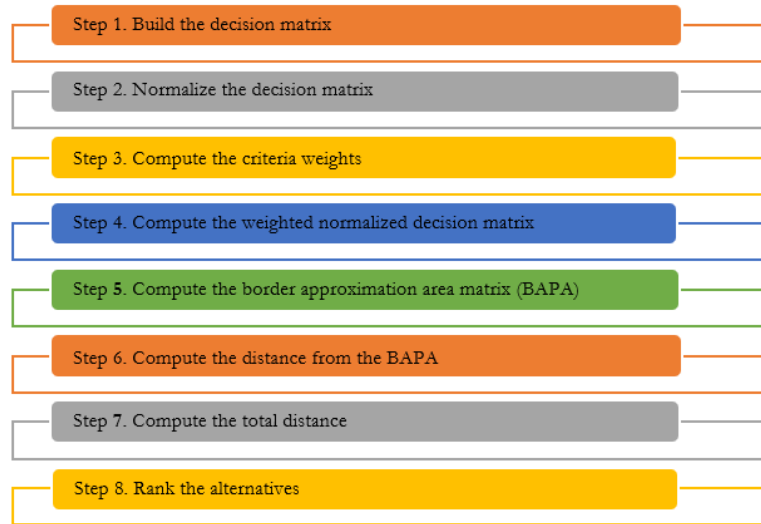 Step 1. Build the decision matrix
Step 2. Normalize the decision matrix
Step 3. Compute the criteria weights
Step 4. Compute the weighted normalized decision matrix
Step 5. Compute the border approximation area matrix (BAPA)
Step 6. Compute the distance from the BAPA
Step 7. Compute the total distance
Step 8. Rank the alternatives